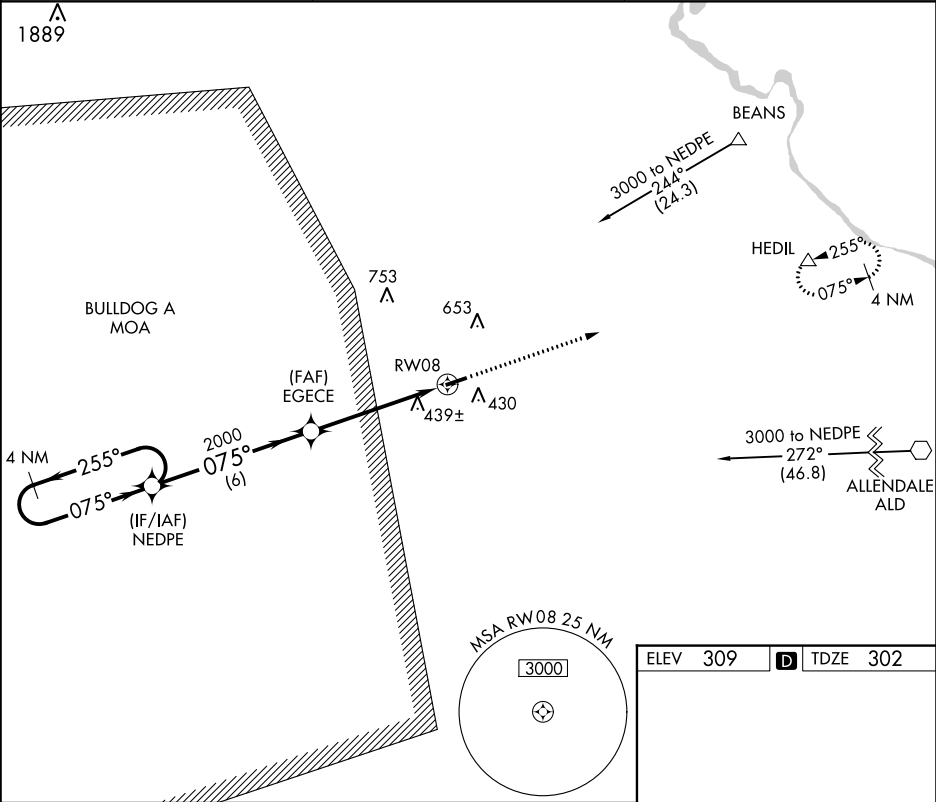 1889
BEANS
3000 to NEDPE
244°
(24.3)
HEDIL
255°
075°
4 NM
753
653
BULLDOG A
MOA
RW08
(FAF)
EGECE
439±
430
2000
075°
(6)
4 NM
255°
075°
(IF/IAF)
NEDPE
3000 to NEDPE
272°
(46.8)
ALLENDALE
ALD
MSA RW08 25 NM
3000
ELEV 309 D TDZE 302